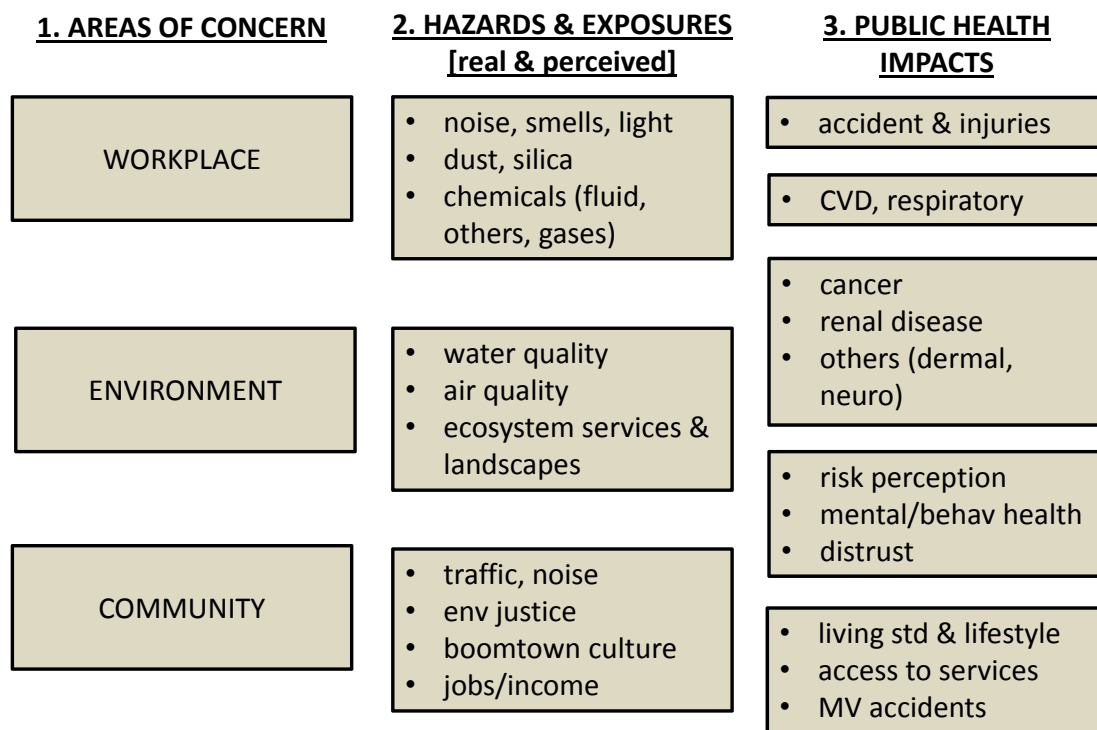 1. AREAS OF CONCERN
WORKPLACE
ENVIRONMENT
COMMUNITY
2. HAZARDS & EXPOSURES
[real & perceived]
• noise, smells, light
• dust, silica
• chemicals (fluid,
others, gases)
• water quality
• air quality
• ecosystem services &
landscapes
• traffic, noise
• env justice
• boomtown culture
• jobs/income
3. PUBLIC HEALTH
IMPACTS
• accident & injuries
• CVD, respiratory
• cancer
• renal disease
• others (dermal,
neuro)
• risk perception
• mental/behav health
• distrust
• living std & lifestyle
• access to services
• MV accidents